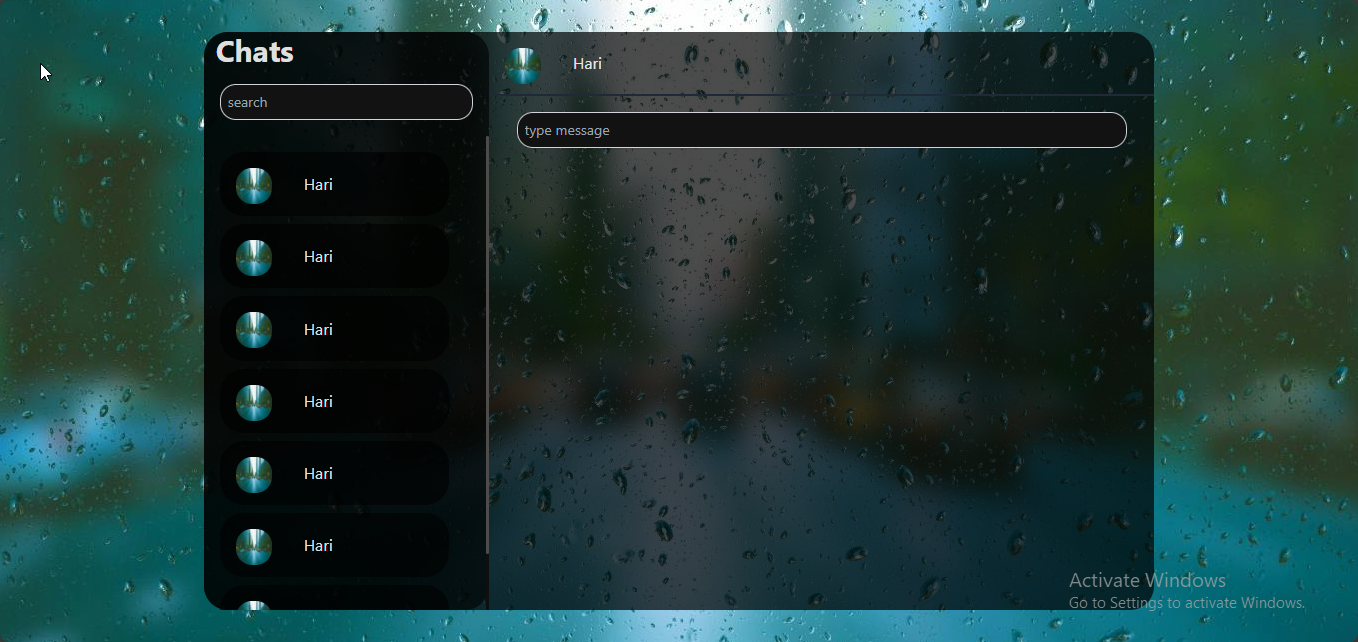 Chats
search
Hari
Hari
Hari
Hari
Hari
Hari
Hari
type message
Activate Windows
Go to Settings to activate Windows.